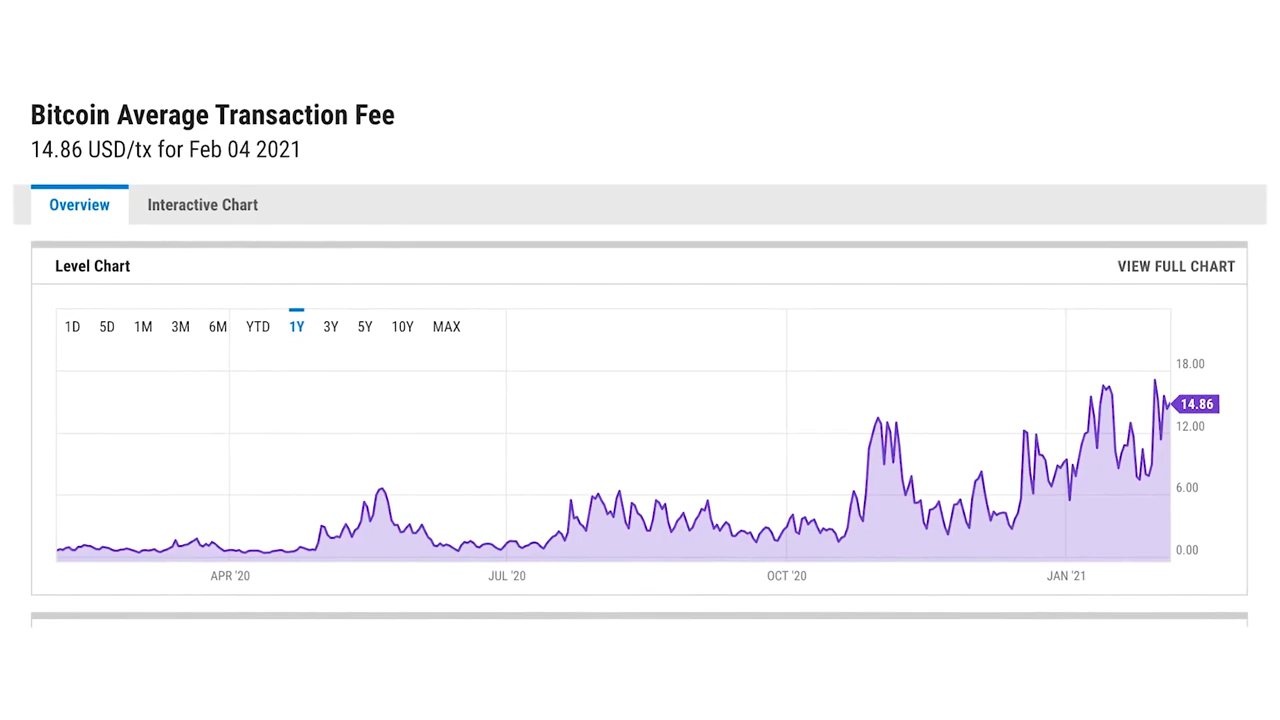 Bitcoin Average Transaction Fee
14.86 USD/tx for Feb 04 2021
Overview Interactive Chart
Level Chart VIEW FULL CHART
1D 5D 1M 3M 6M YTD 1Y 3Y 5Y 10Y MAX
18.00
14.86
12.00
6.00
0.00
APR '20 JUL '20 OCT '20 JAN '21